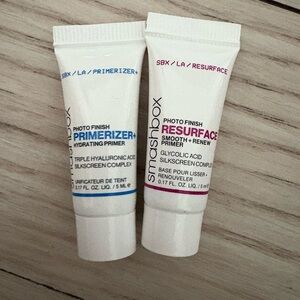 SBX/LA/PRIMERIZER+
smashbox
PHOTO FINISH
PRIMERIZER+
HYDRATING PRIMER
TRIPLE HYALURONIC ACID
SILKSCREEN COMPLEX
UNIFICATEUR DE TEINT
0.17 FL. OZ. LIQ. / 5 ML ℮
SBX/LA/RESURFACE
smashbox
PHOTO FINISH
RESURFACE
SMOOTH + RENEW
PRIMER
GLYCOLIC ACID
SILKSCREEN COMPLEX
BASE POUR LISSER +
RENOUVELER
0.17 FL. OZ. LIQ. / 5 ml ℮